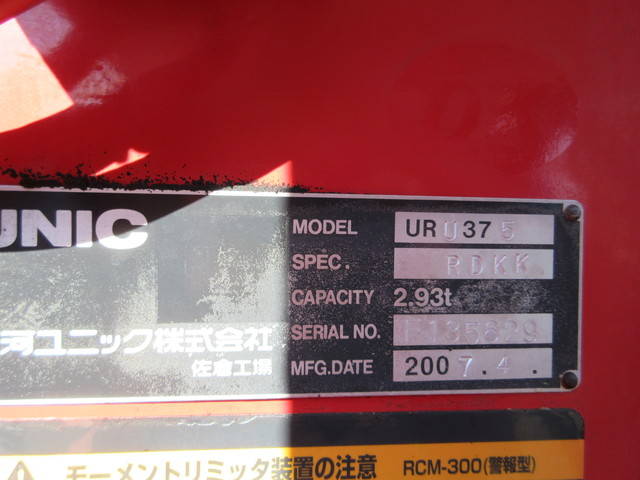 UNIC
MODEL URU375
SPEC. RDKK
CAPACITY 2.93t
SERIAL NO.
河ユニック株式会社
佐倉工場
MFG.DATE 2007.4.
モーメントリミッタ装置の注意 RCM-300(警報型)